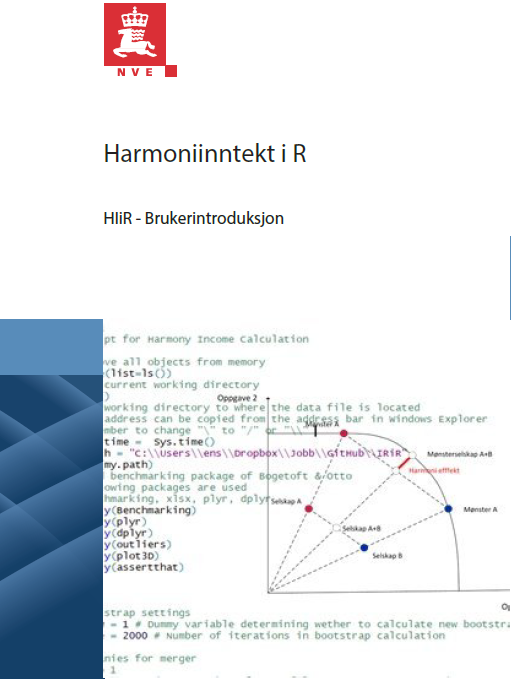 NVE
Harmoniinntekt i R
HIiR - Brukerintroduksjon
pt for Harmony Income Calculation
ve all objects from memory
(list=ls())
current working directory
)
Oppgave 2
working directory to where the data file is located
address can be copied from the address bar in Windows Explorer
mber to change "\" to "/" or "\\"
Mønster A
time = Sys.time()
h = "C:\\Users\\ens\\Dropbox\\Jobb\\GitHub\\IRiR"
Mønsterselskap A+B
my.path)
Harmoni efffekt
benchmarking package of Bogetoft & Otto
owing packages are used
hmarking, xlsx, plyr, dplyr
Selskap A
y(Benchmarking)
Mønster A
y(plyr)
y(dplyr)
Selskap A+B
y(outliers)
y(plot3D)
Selskap B
y(assertthat)
Op
strap settings
= 1 # Dummy variable determining wether to calculate new bootstra
= 2000 # Number of iterations in bootstrap calculation
nies for merger
1